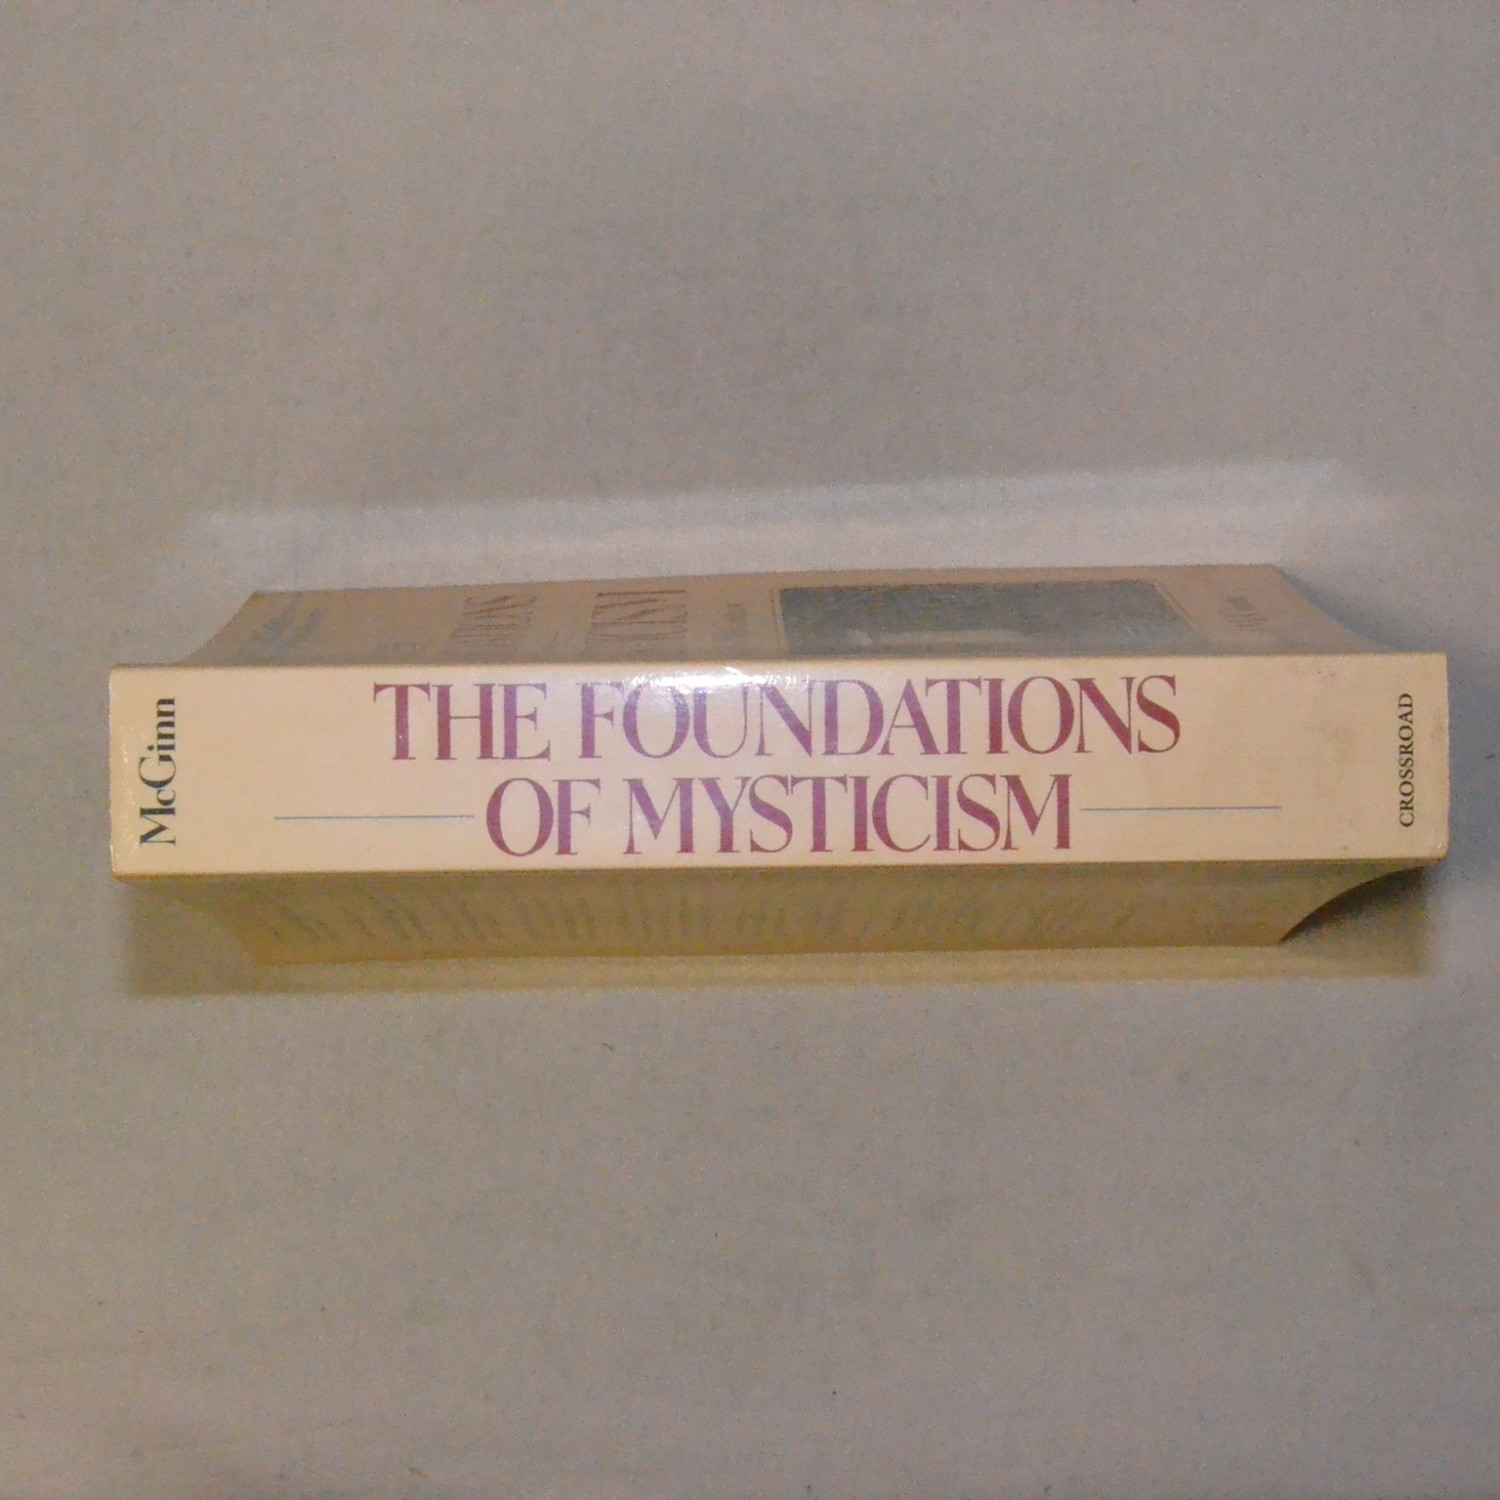 McGinn
THE FOUNDATIONS
OF MYSTICISM
CROSSROAD